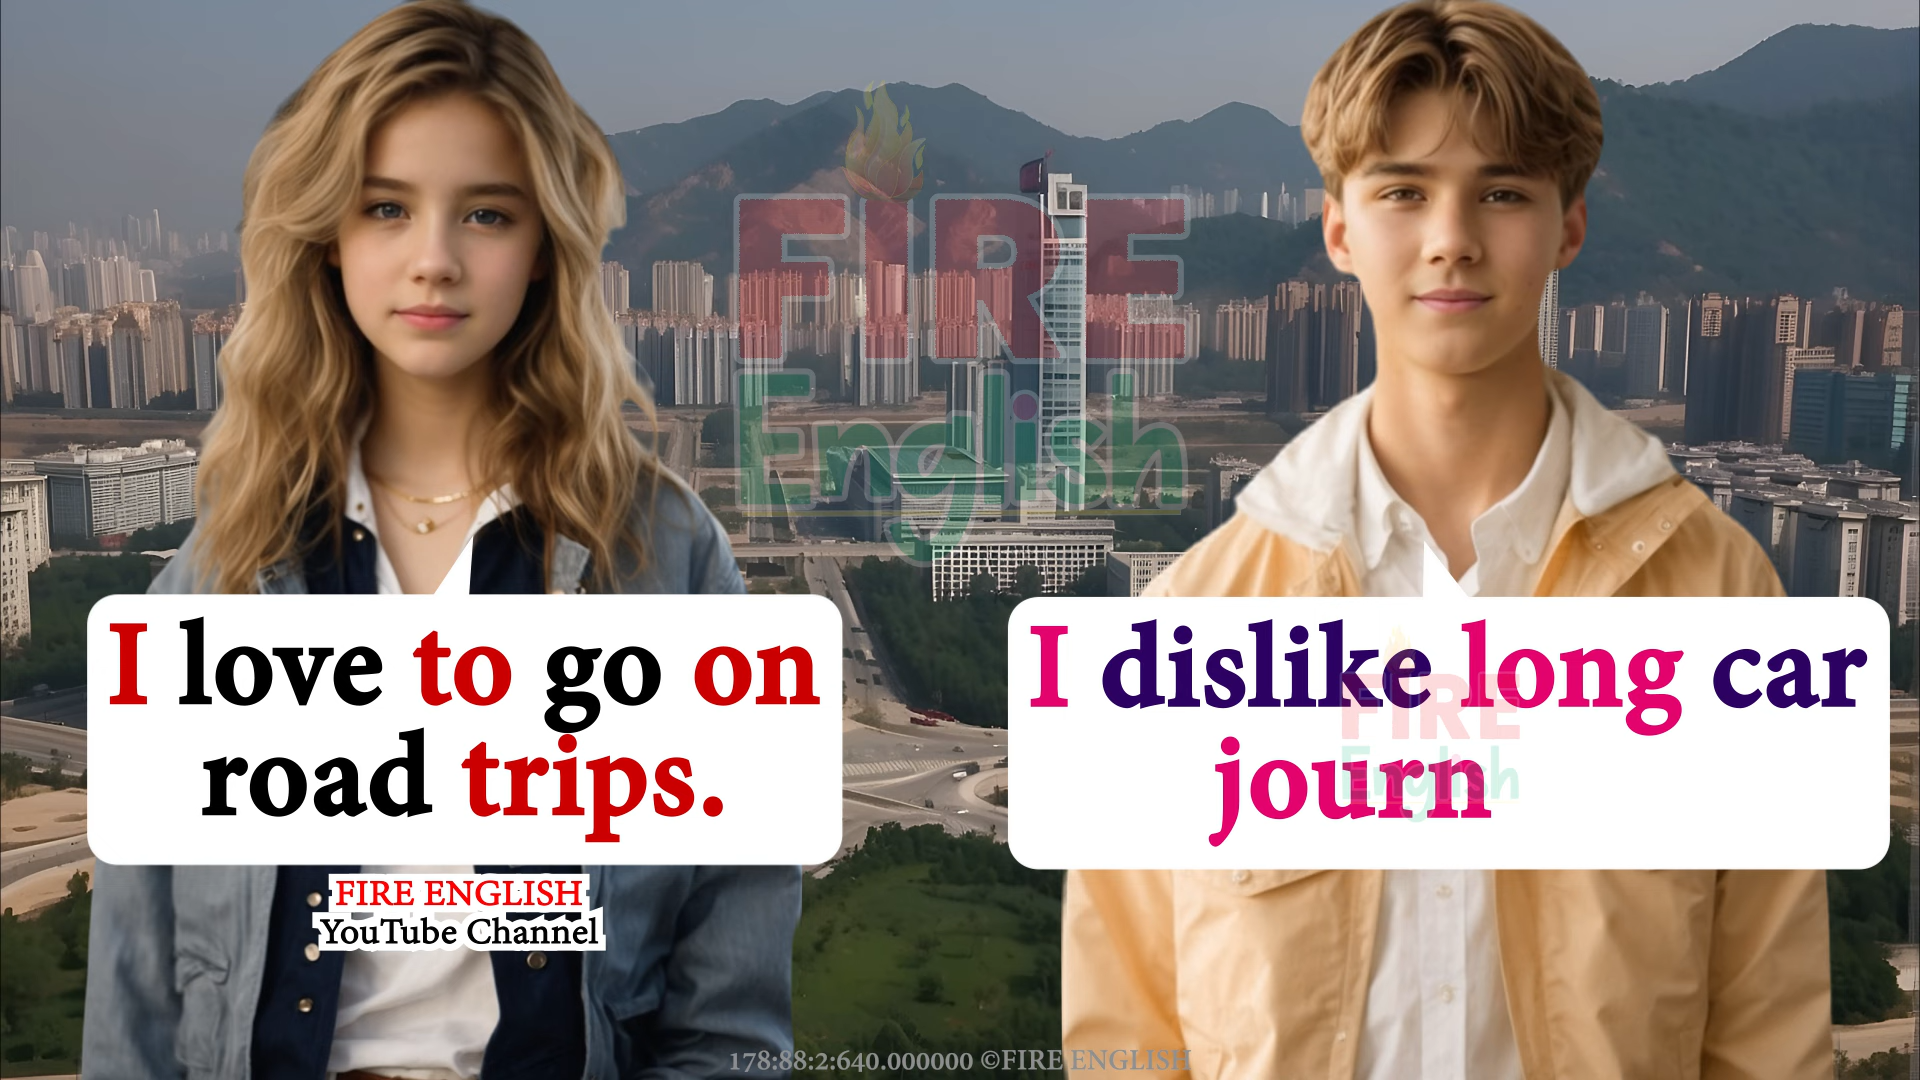 FIRE
English
I love to go on
road trips.
I dislike long car
journ
FIRE
English
FIRE ENGLISH
YouTube Channel
178:88:2:640.000000 ©FIRE ENGLISH